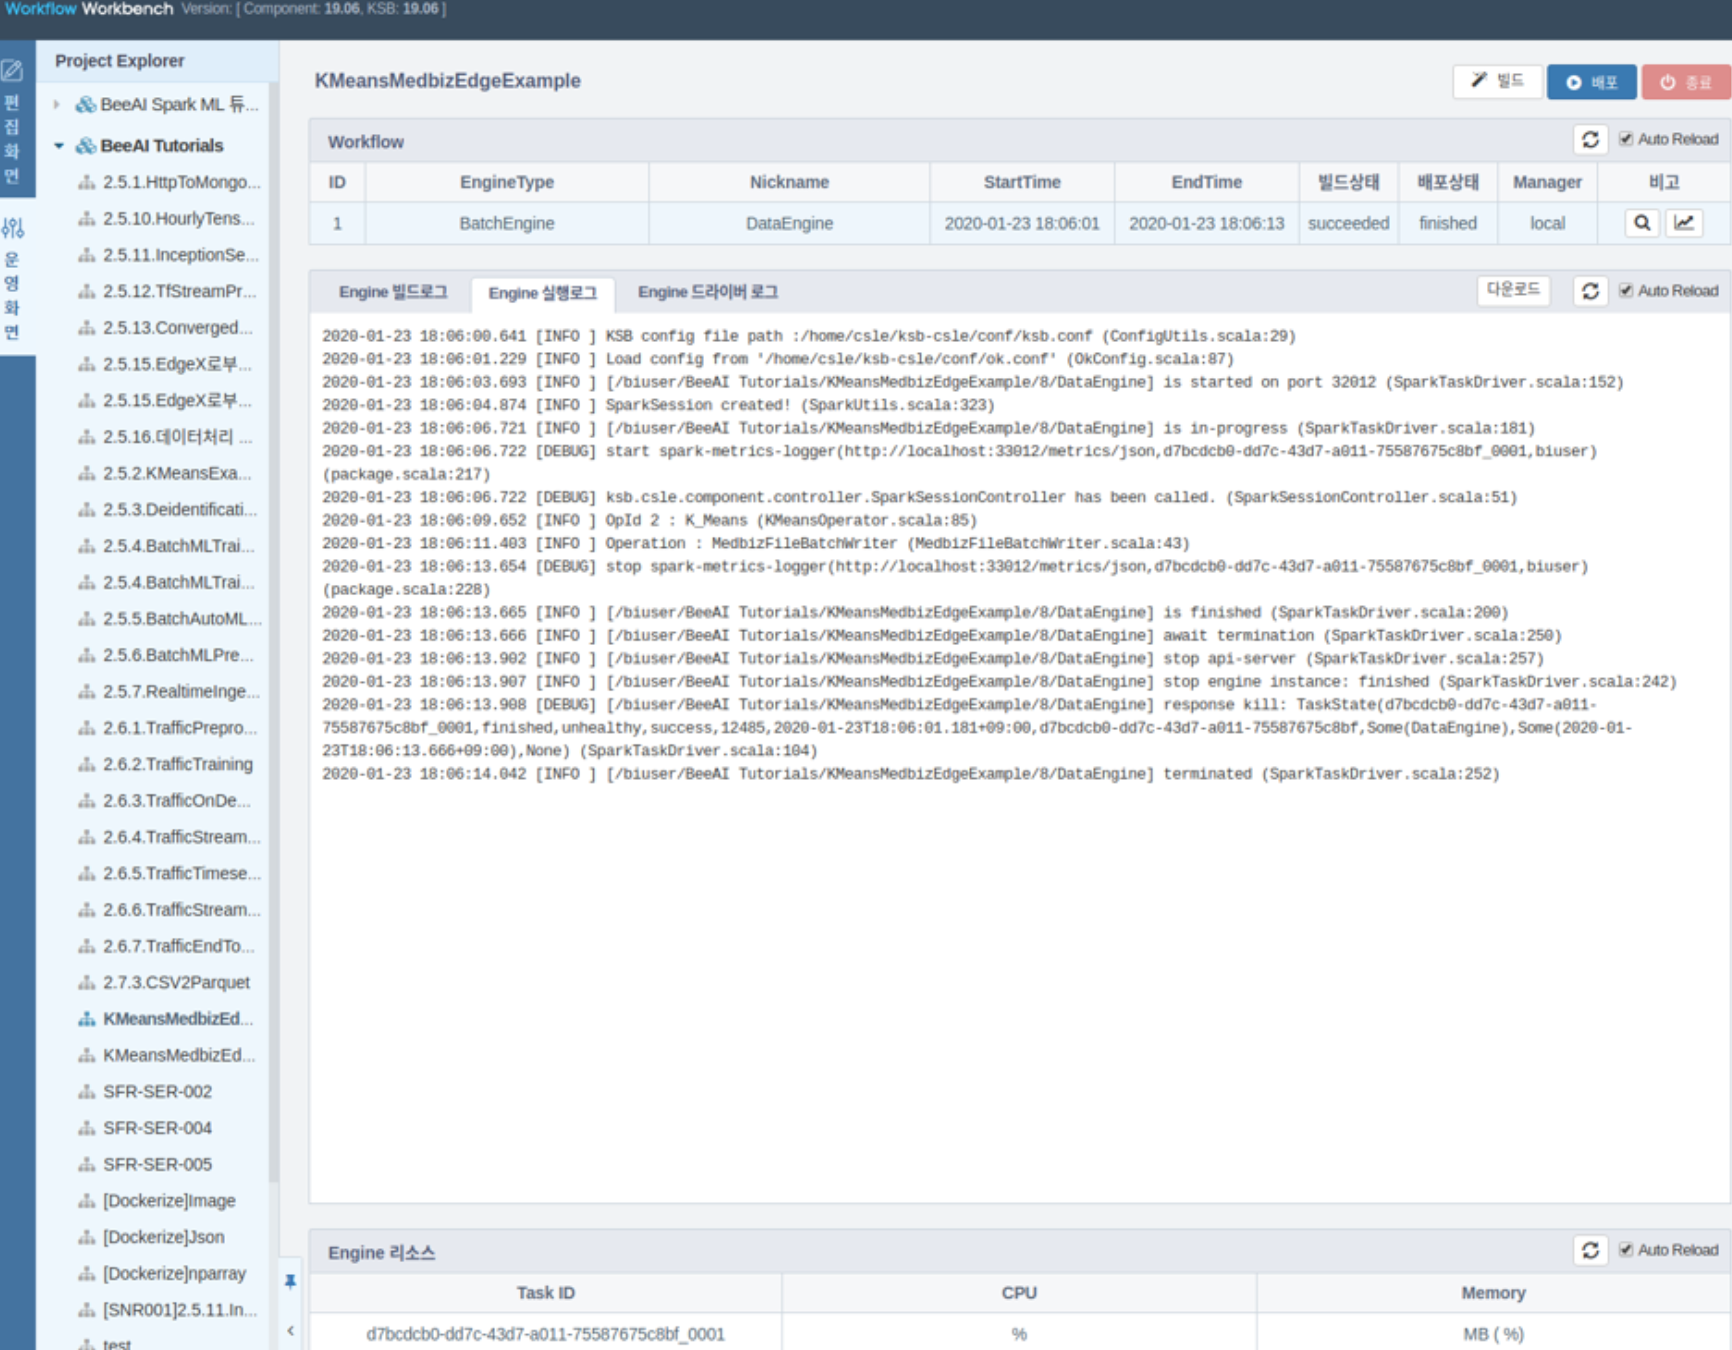 Workflow Workbench Version: [ Component: 19.06, KSB: 19.06 ]
편집화면
운영화면
Project Explorer
BeeAI Spark ML 튜...
BeeAI Tutorials
2.5.1.HttpToMongo...
2.5.10.HourlyTens...
2.5.11.InceptionSe...
2.5.12.TfStreamPr...
2.5.13.Converged...
2.5.15.EdgeX로부...
2.5.15.EdgeX로부...
2.5.16.데이터처리 ...
2.5.2.KMeansExa...
2.5.3.Deidentificati...
2.5.4.BatchMLTrai...
2.5.4.BatchMLTrai...
2.5.5.BatchAutoML...
2.5.6.BatchMLPre...
2.5.7.RealtimeInge...
2.6.1.TrafficPrepro...
2.6.2.TrafficTraining
2.6.3.TrafficOnDe...
2.6.4.TrafficStream...
2.6.5.TrafficTimese...
2.6.6.TrafficStream...
2.6.7.TrafficEndTo...
2.7.3.CSV2Parquet
KMeansMedbizEd...
KMeansMedbizEd...
SFR-SER-002
SFR-SER-004
SFR-SER-005
[Dockerize]Image
[Dockerize]Json
[Dockerize]nparray
[SNR001]2.5.11.In...
test
KMeansMedbizEdgeExample
빌드 배포 종료
Workflow Auto Reload
ID EngineType Nickname StartTime EndTime 빌드상태 배포상태 Manager 비고
1 BatchEngine DataEngine 2020-01-23 18:06:01 2020-01-23 18:06:13 succeeded finished local
Engine 빌드로그 Engine 실행로그 Engine 드라이버 로그 다운로드 Auto Reload
2020-01-23 18:06:00.641 [INFO ] KSB config file path :/home/csle/ksb-csle/conf/ksb.conf (ConfigUtils.scala:29)
2020-01-23 18:06:01.229 [INFO ] Load config from '/home/csle/ksb-csle/conf/ok.conf' (OkConfig.scala:87)
2020-01-23 18:06:03.693 [INFO ] [/biuser/BeeAI Tutorials/KMeansMedbizEdgeExample/8/DataEngine] is started on port 32012 (SparkTaskDriver.scala:152)
2020-01-23 18:06:04.874 [INFO ] SparkSession created! (SparkUtils.scala:323)
2020-01-23 18:06:06.721 [INFO ] [/biuser/BeeAI Tutorials/KMeansMedbizEdgeExample/8/DataEngine] is in-progress (SparkTaskDriver.scala:181)
2020-01-23 18:06:06.722 [DEBUG] start spark-metrics-logger(http://localhost:33012/metrics/json,d7bcdcb0-dd7c-43d7-a011-75587675c8bf_0001,biuser)
(package.scala:217)
2020-01-23 18:06:06.722 [DEBUG] ksb.csle.component.controller.SparkSessionController has been called. (SparkSessionController.scala:51)
2020-01-23 18:06:09.652 [INFO ] OpId 2 : K_Means (KMeansOperator.scala:85)
2020-01-23 18:06:11.403 [INFO ] Operation : MedbizFileBatchWriter (MedbizFileBatchWriter.scala:43)
2020-01-23 18:06:13.654 [DEBUG] stop spark-metrics-logger(http://localhost:33012/metrics/json,d7bcdcb0-dd7c-43d7-a011-75587675c8bf_0001,biuser)
(package.scala:228)
2020-01-23 18:06:13.665 [INFO ] [/biuser/BeeAI Tutorials/KMeansMedbizEdgeExample/8/DataEngine] is finished (SparkTaskDriver.scala:200)
2020-01-23 18:06:13.666 [INFO ] [/biuser/BeeAI Tutorials/KMeansMedbizEdgeExample/8/DataEngine] await termination (SparkTaskDriver.scala:250)
2020-01-23 18:06:13.902 [INFO ] [/biuser/BeeAI Tutorials/KMeansMedbizEdgeExample/8/DataEngine] stop api-server (SparkTaskDriver.scala:257)
2020-01-23 18:06:13.907 [INFO ] [/biuser/BeeAI Tutorials/KMeansMedbizEdgeExample/8/DataEngine] stop engine instance: finished (SparkTaskDriver.scala:242)
2020-01-23 18:06:13.908 [DEBUG] [/biuser/BeeAI Tutorials/KMeansMedbizEdgeExample/8/DataEngine] response kill: TaskState(d7bcdcb0-dd7c-43d7-a011-
75587675c8bf_0001,finished,unhealthy,success,12485,2020-01-23T18:06:01.181+09:00,d7bcdcb0-dd7c-43d7-a011-75587675c8bf,Some(DataEngine),Some(2020-01-
23T18:06:13.666+09:00),None) (SparkTaskDriver.scala:104)
2020-01-23 18:06:14.042 [INFO ] [/biuser/BeeAI Tutorials/KMeansMedbizEdgeExample/8/DataEngine] terminated (SparkTaskDriver.scala:252)
Engine 리소스 Auto Reload
Task ID CPU Memory
d7bcdcb0-dd7c-43d7-a011-75587675c8bf_0001 % MB ( %)